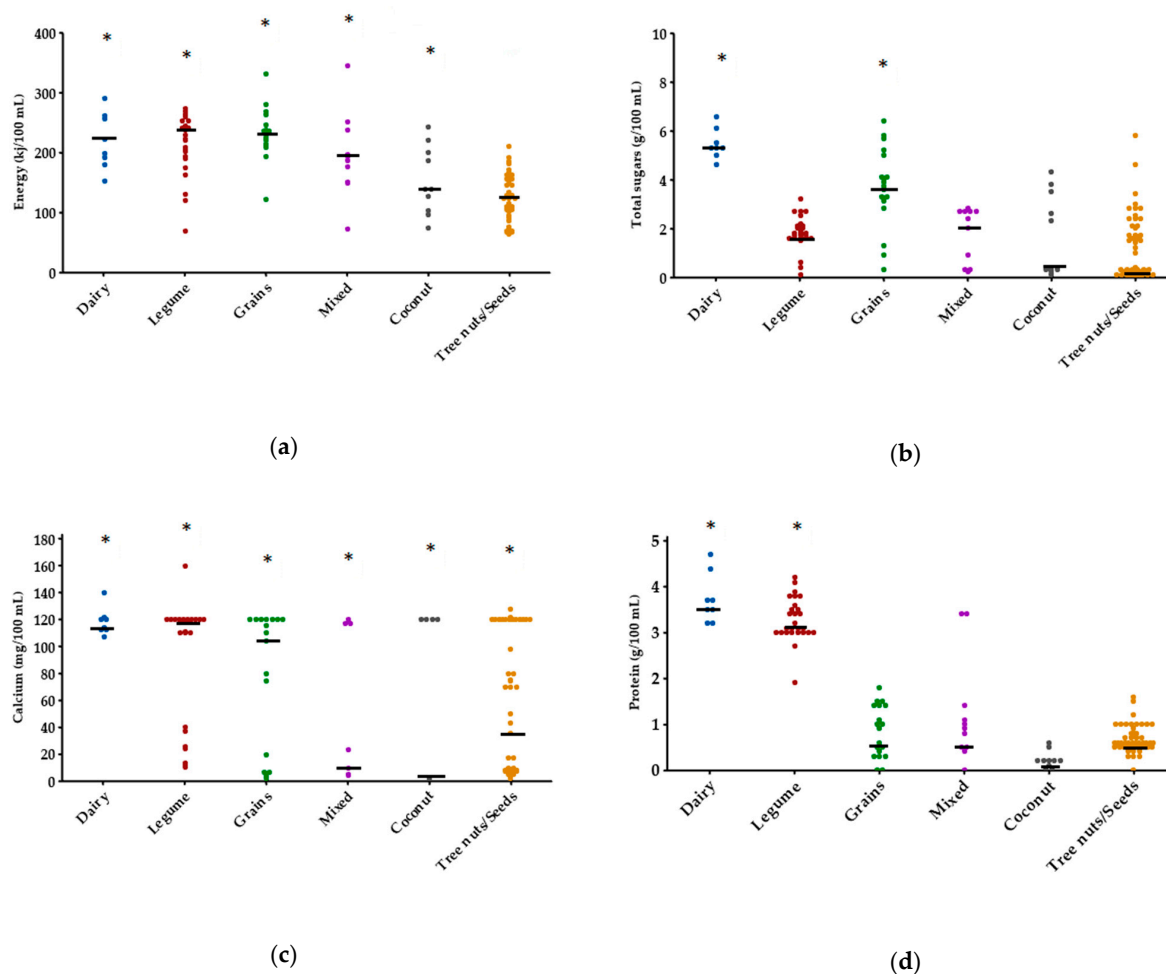 * * * * *
Energy (kj/100 mL)
400
300
200
100
0
Dairy
Legume
Grains
Mixed
Coconut
Tree nuts/Seeds
(a)
* *
Total sugars (g/100 mL)
10
8
6
4
2
0
Dairy
Legume
Grains
Mixed
Coconut
Tree nuts/Seeds
(b)
* * * * * *
Calcium (mg/100 mL)
180
160
140
120
100
80
60
40
20
0
Dairy
Legume
Grains
Mixed
Coconut
Tree nuts/Seeds
(c)
* *
Protein (g/100 mL)
5
4
3
2
1
0
Dairy
Legume
Grains
Mixed
Coconut
Tree nuts/Seeds
(d)